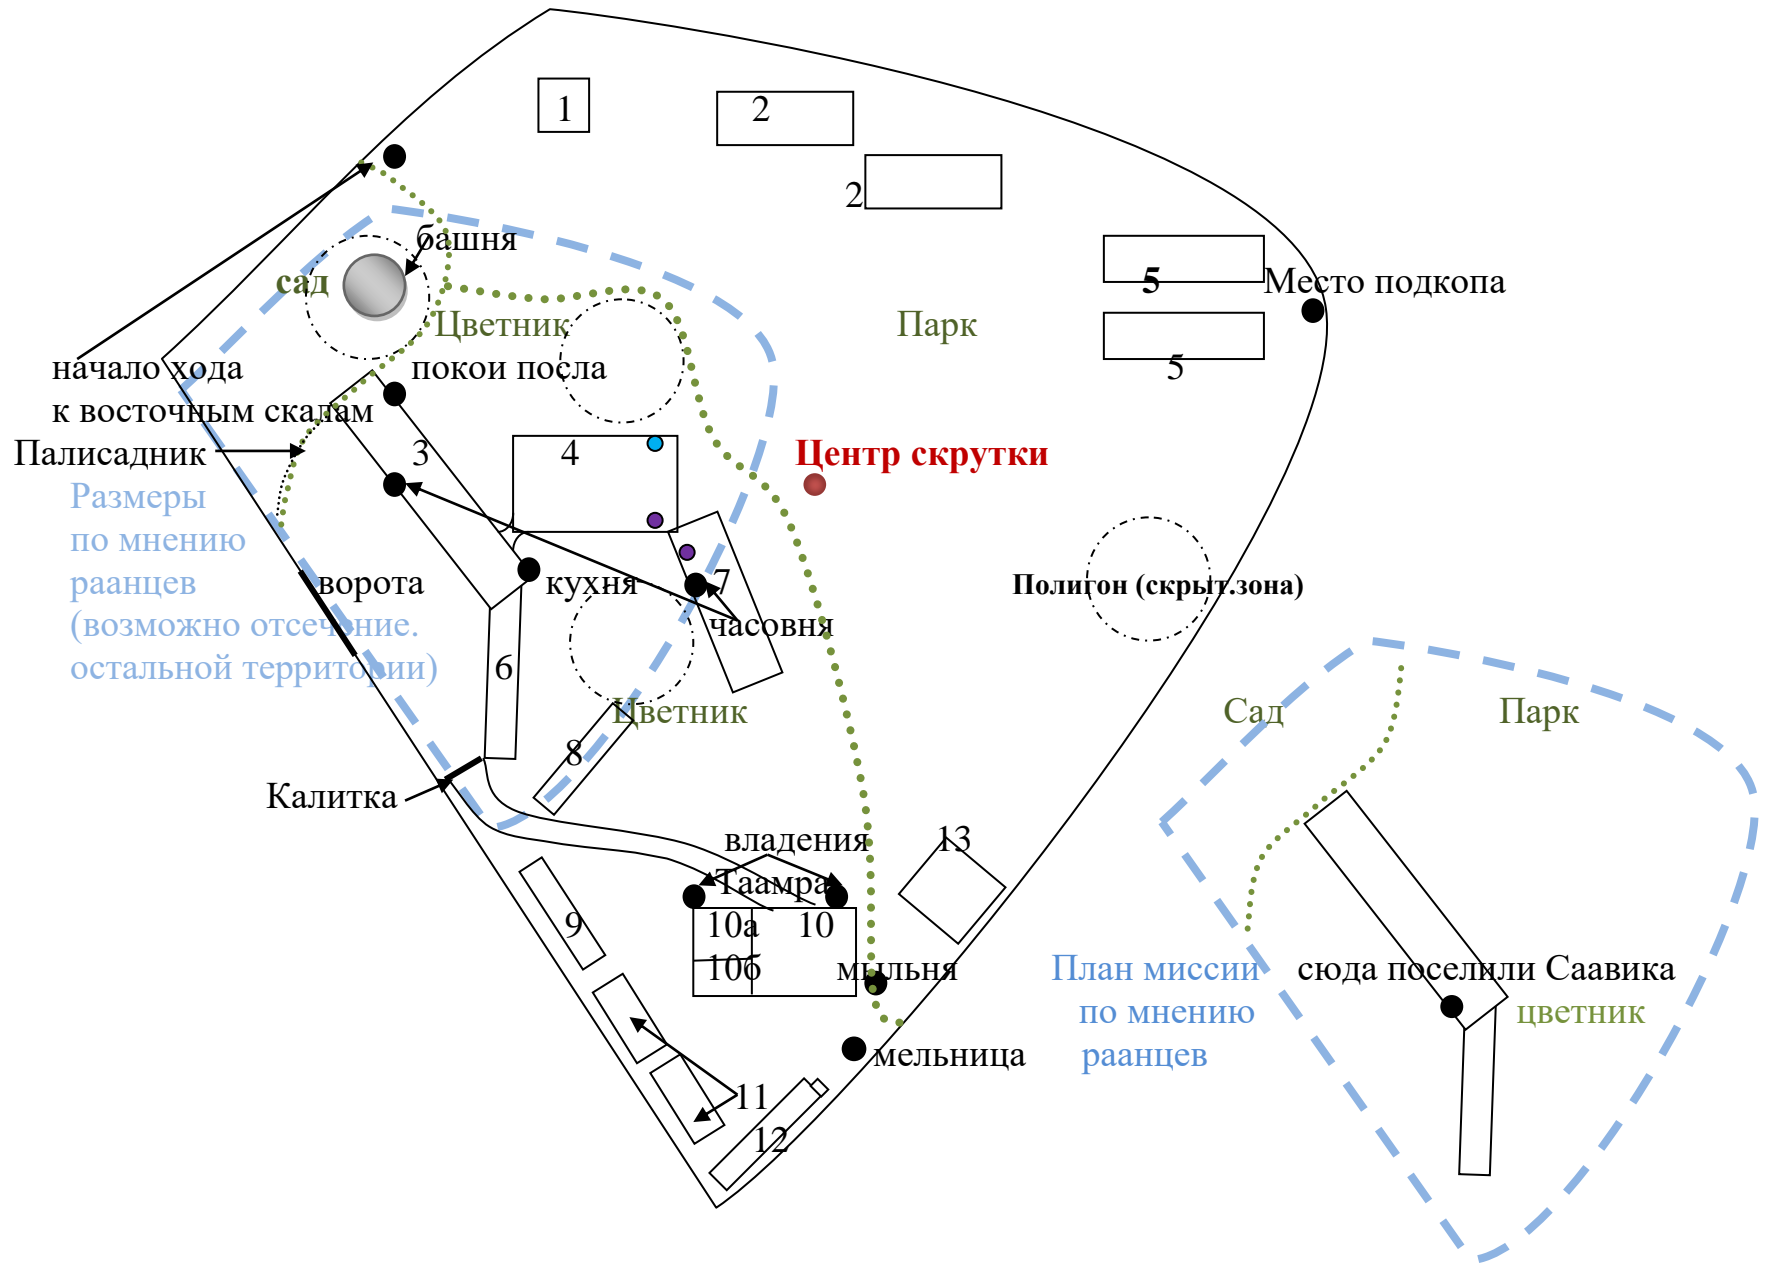 1
2
2
башня
сад
5
Место подкопа
Цветник
Парк
начало хода
покои посла
5
к восточным скалам
Палисадник
3
4
Центр скрутки
Размеры
по мнению
раанцев
ворота
кухня
7
Полигон (скрыт.зона)
(возможно отсечение.
часовня
остальной территории)
6
Цветник
Сад
Парк
8
Калитка
владения
13
Таамра
9
10а
10
10б
мыльня
План миссии
сюда поселили Саавика
по мнению
цветник
раанцев
мельница
11
12